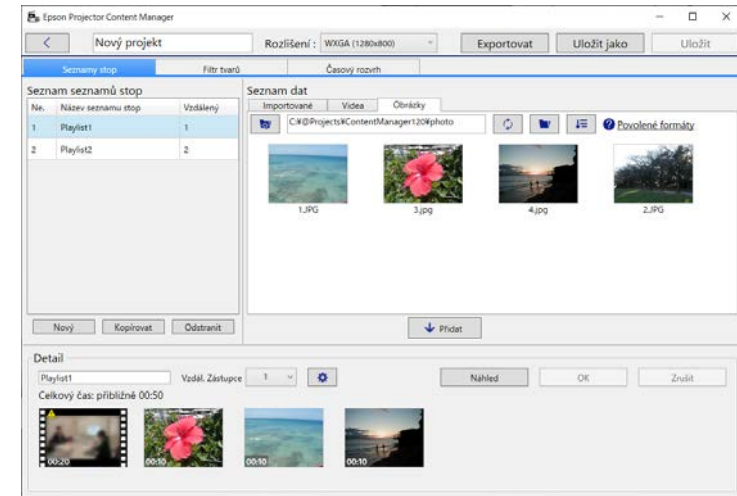 Epson Projector Content Manager
Nový projekt
Rozlišení : WXGA (1280x800)
Exportovat
Uložit jako
Uložit
Seznamy stop
Filtr tvarů
Časový rozvrh
Seznam seznamů stop
Ne. Název seznamu stop Vzdálený
1 Playlist1 1
2 Playlist2 2
Nový
Kopírovat
Odstranit
Seznam dat
Importované
Videa
Obrázky
C:¥@Projects¥ContentManager120¥photo
Povolené formáty
1.JPG
3.jpg
4.jpg
2.JPG
Přidat
Detail
Playlist1
Vzdál. Zástupce 1
Náhled
OK
Zrušit
Celkový čas: přibližně 00:50
00:20
00:10
00:10
00:10